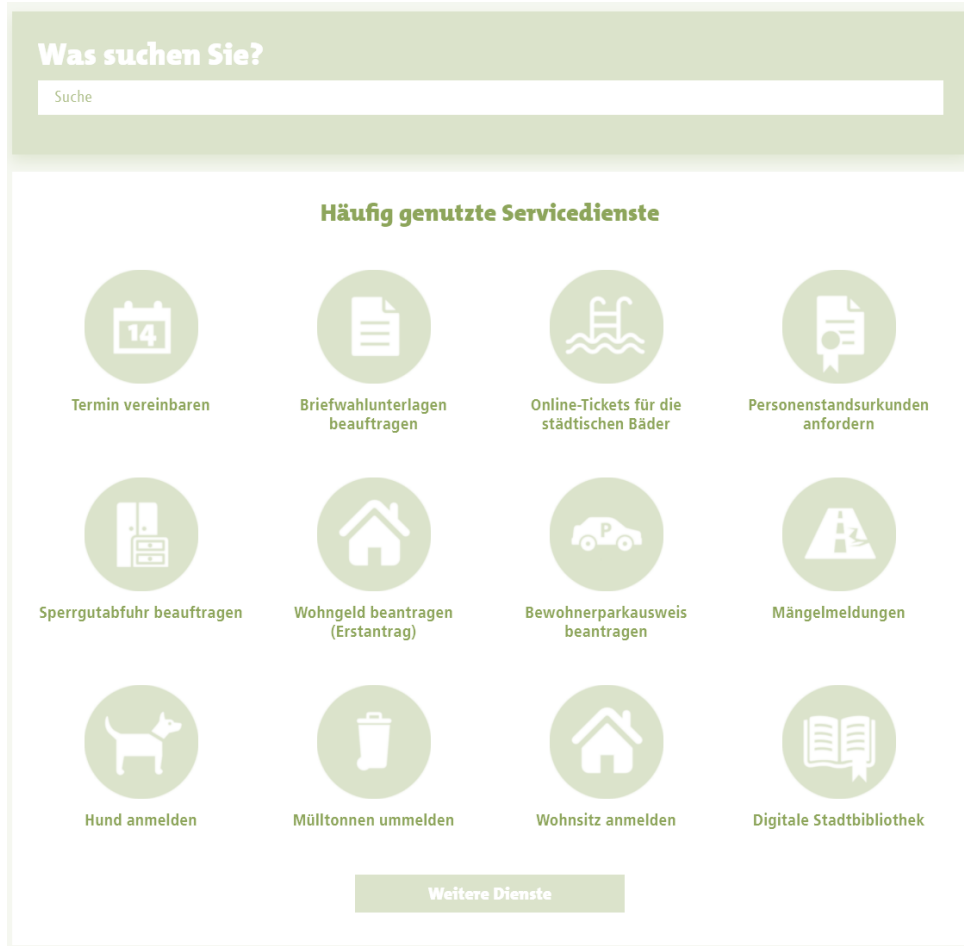 Was suchen Sie?
Suche
Häufig genutzte Servicedienste
14
Termin vereinbaren
Briefwahlunterlagen
beauftragen
Online-Tickets für die
städtischen Bäder
Personenstandsurkunden
anfordern
Sperrgutabfuhr beauftragen
Wohngeld beantragen
(Erstantrag)
P
Bewohnerparkausweis
beantragen
Mängelmeldungen
Hund anmelden
Mülltonnen ummelden
Wohnsitz anmelden
Digitale Stadtbibliothek
Weitere Dienste